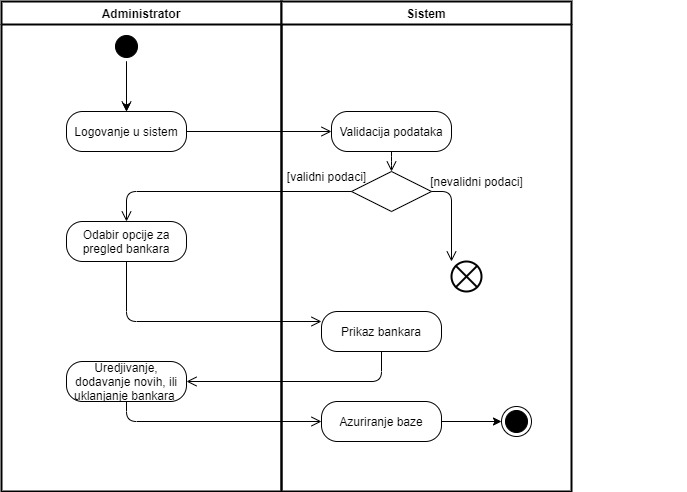 Administrator
Sistem
Logovanje u sistem
Validacija podataka
[validni podaci]
[nevalidni podaci]
Odabir opcije za
pregled bankara
Prikaz bankara
Uredjivanje,
dodavanje novih, ili
uklanjanje bankara
Azuriranje baze